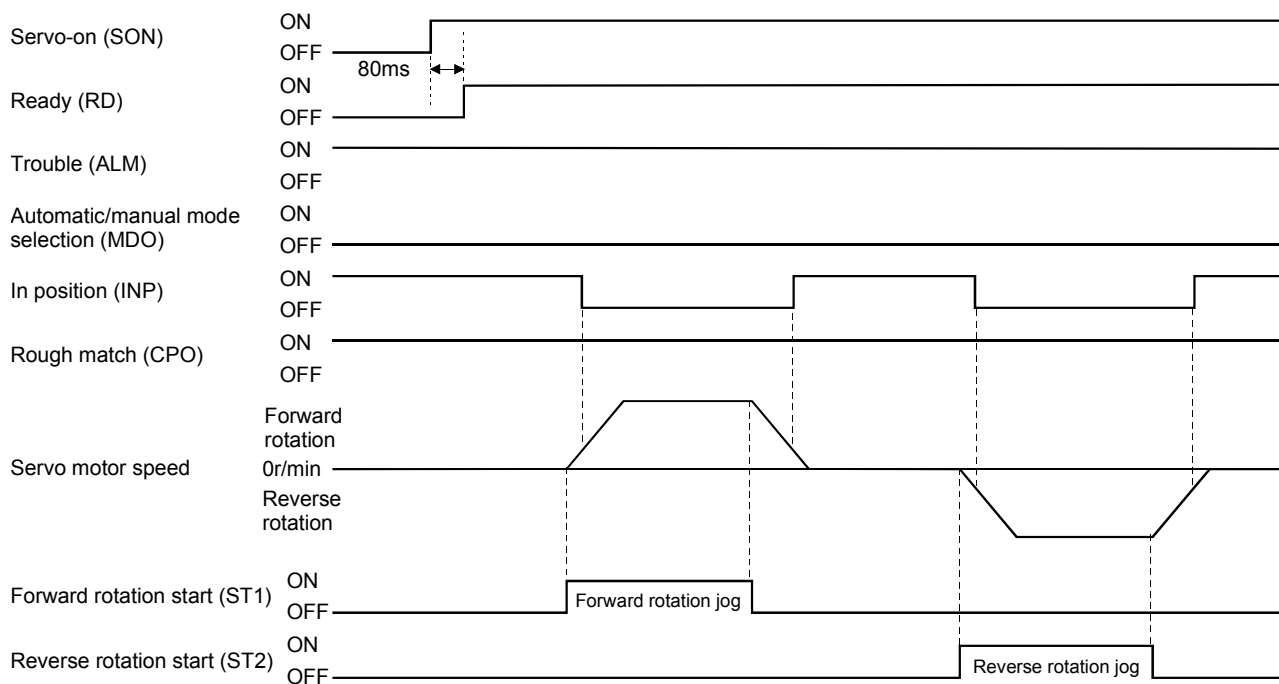 Servo-on (SON)
ON
OFF
80ms
Ready (RD)
ON
OFF
Trouble (ALM)
ON
OFF
Automatic/manual mode
selection (MDO)
ON
OFF
In position (INP)
ON
OFF
Rough match (CPO)
ON
OFF
Servo motor speed
Forward
rotation
0r/min
Reverse
rotation
Forward rotation start (ST1)
ON
OFF
Forward rotation jog
Reverse rotation start (ST2)
ON
OFF
Reverse rotation jog